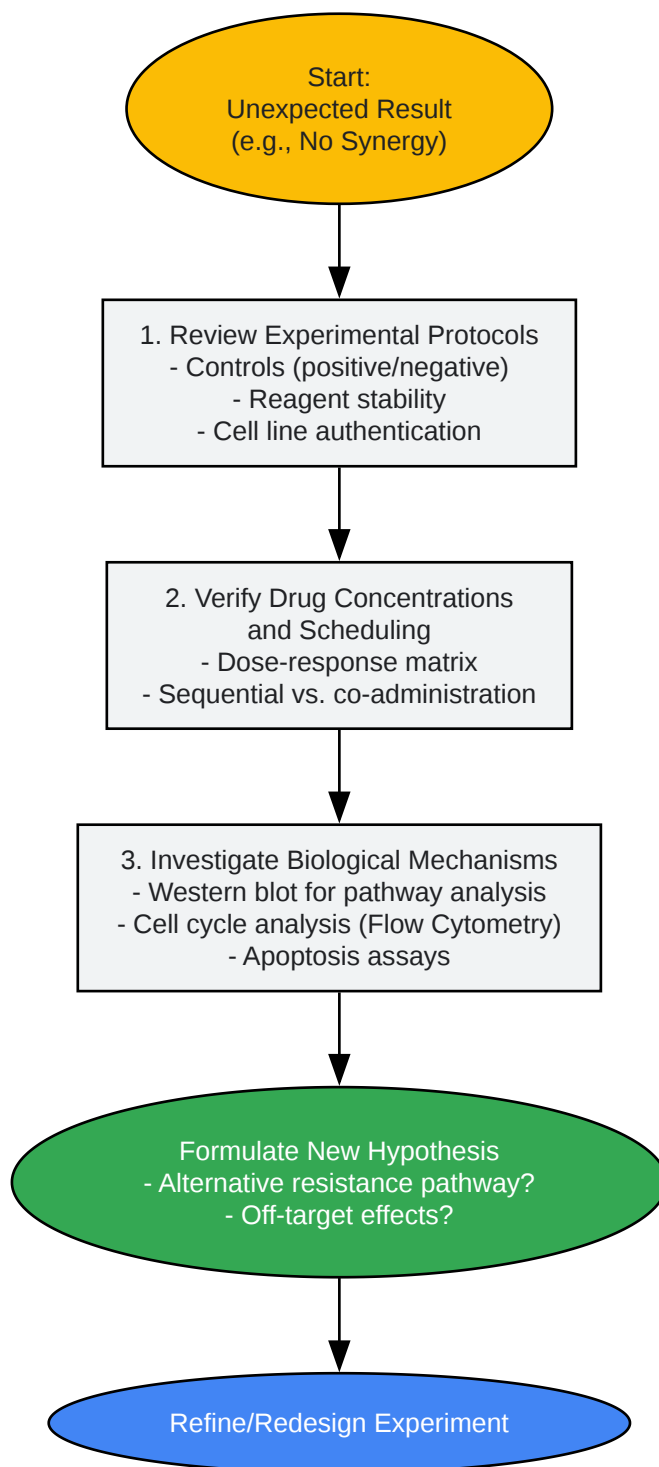 Start:
Unexpected Result
(e.g., No Synergy)
1. Review Experimental Protocols
- Controls (positive/negative)
- Reagent stability
- Cell line authentication
2. Verify Drug Concentrations
and Scheduling
- Dose-response matrix
- Sequential vs. co-administration
3. Investigate Biological Mechanisms
- Western blot for pathway analysis
- Cell cycle analysis (Flow Cytometry)
- Apoptosis assays
Formulate New Hypothesis
- Alternative resistance pathway?
- Off-target effects?
Refine/Redesign Experiment